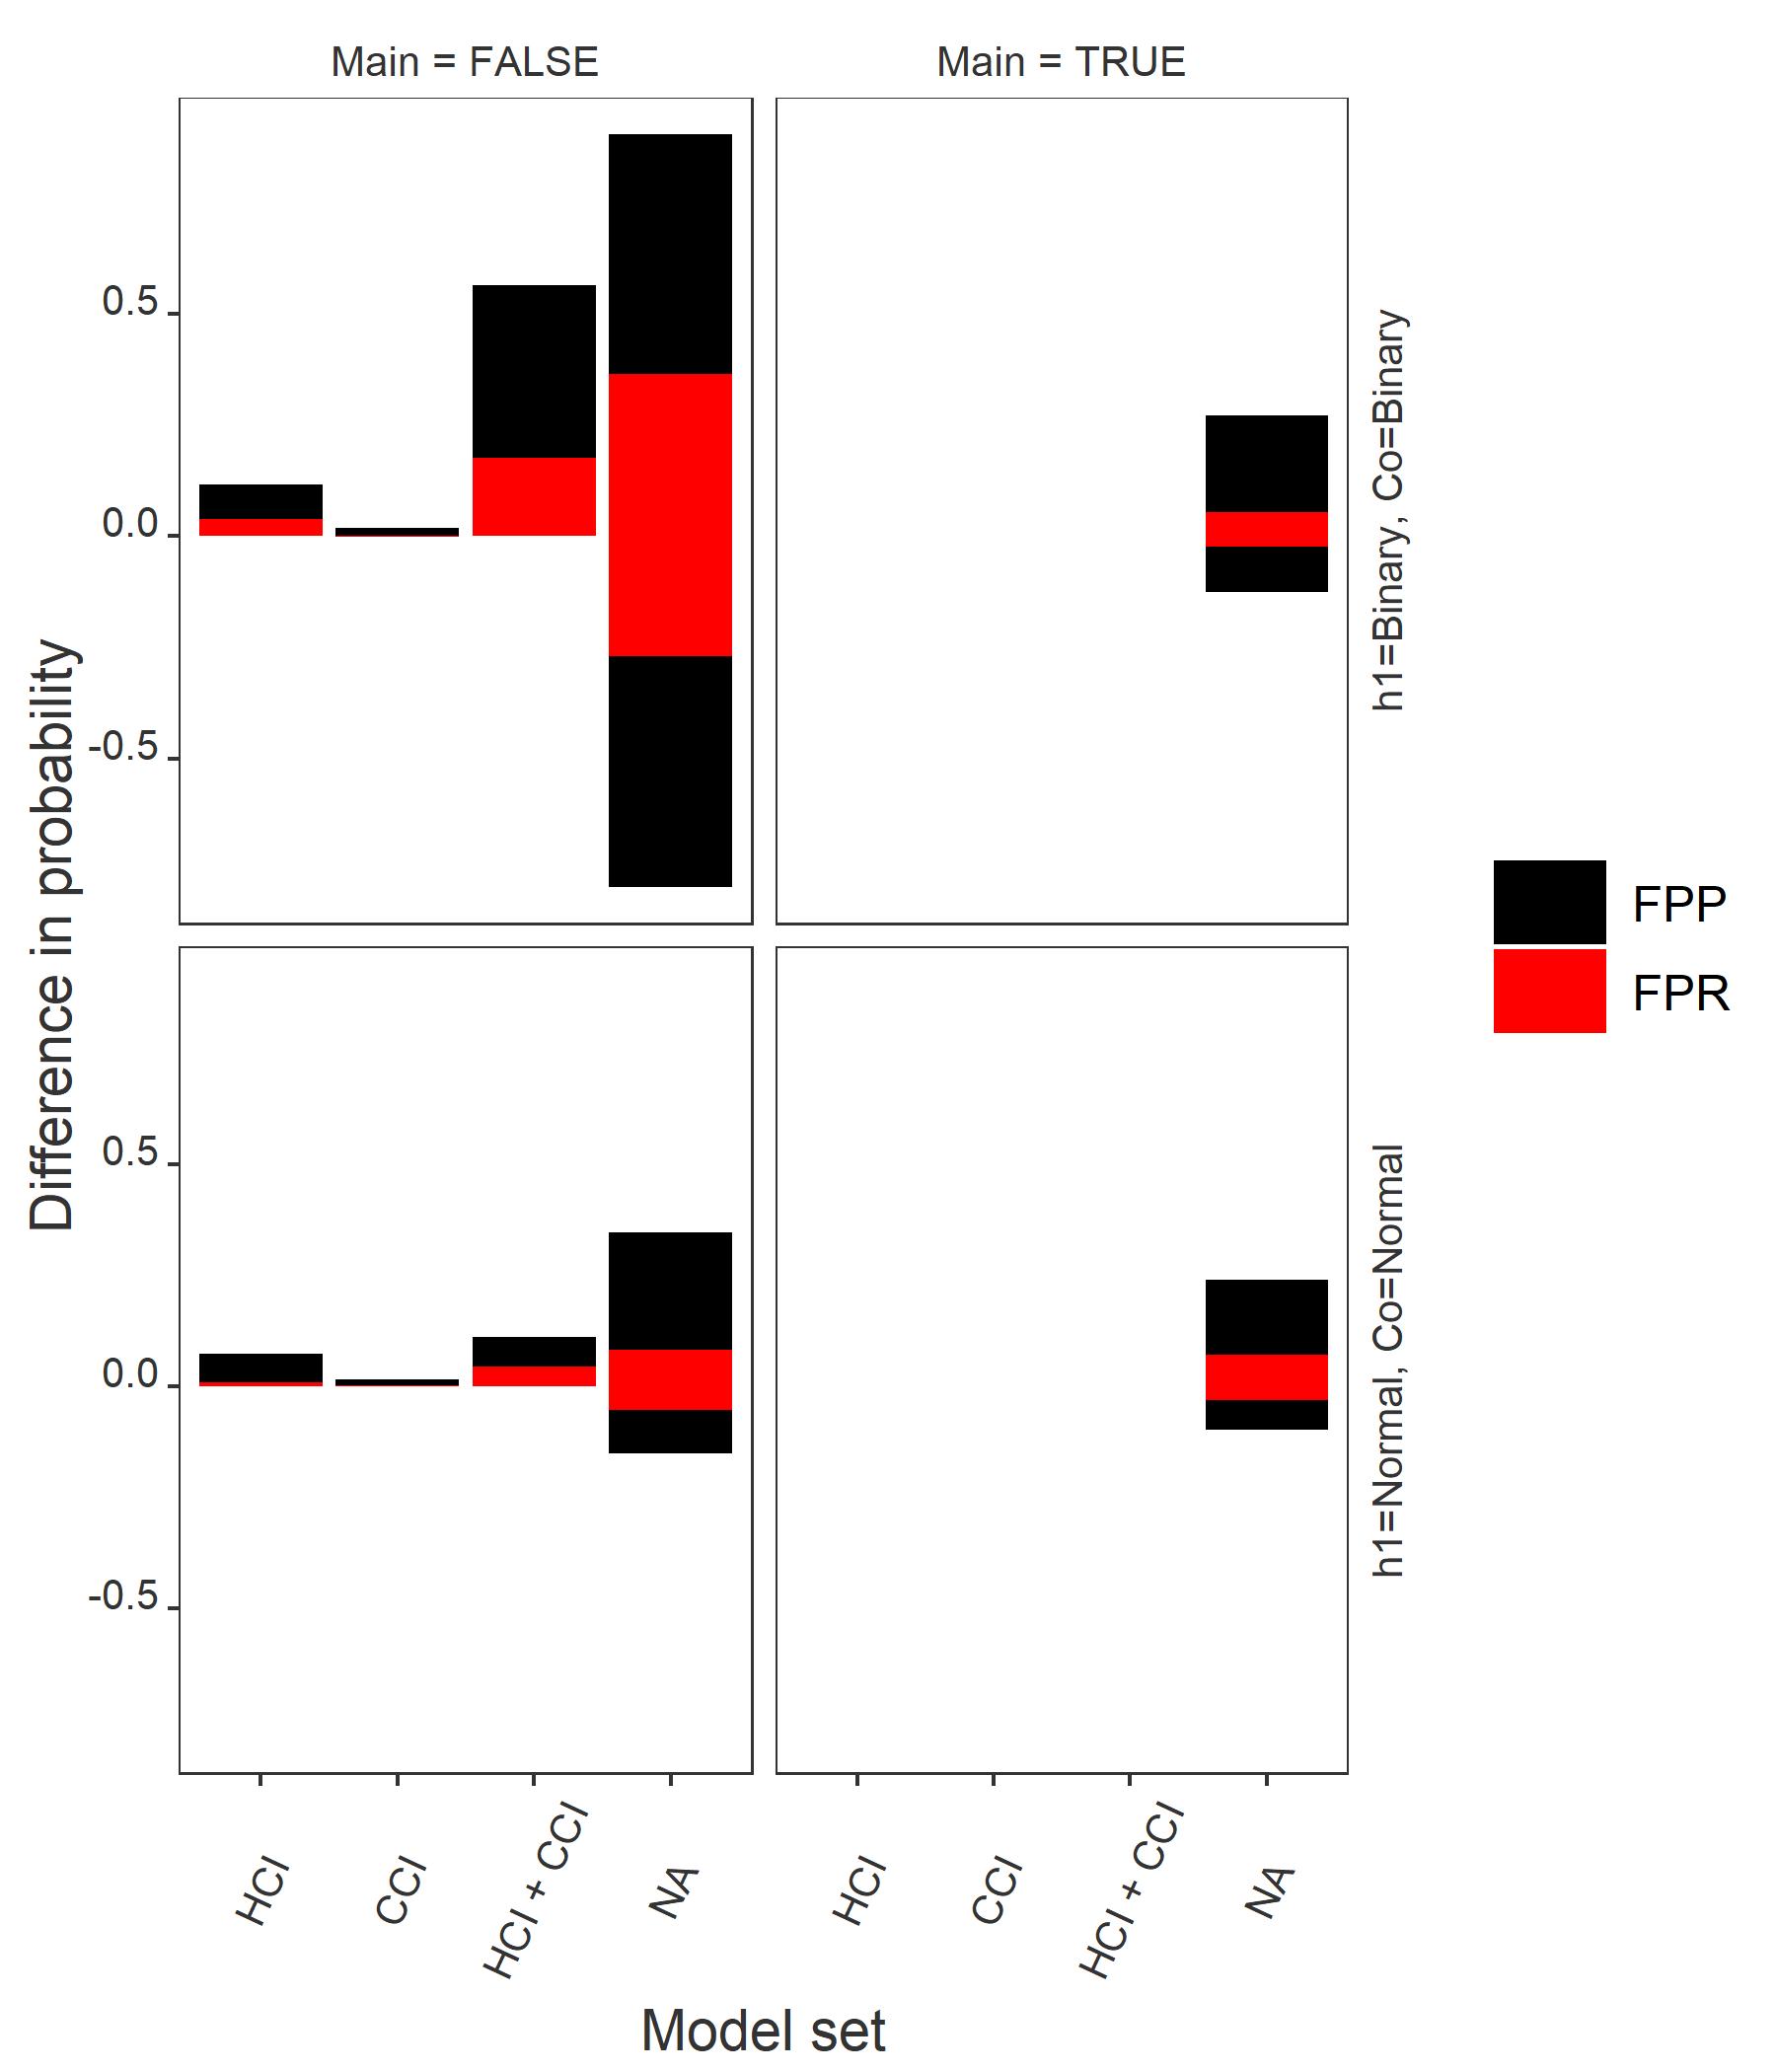 Main = FALSE
Main = TRUE
Difference in probability
0.5
0.0
-0.5
h1=Binary, Co=Binary
0.5
0.0
-0.5
h1=Normal, Co=Normal
FPP
FPR
HCI
CCI
HCI + CCI
NA
HCI
CCI
HCI + CCI
NA
Model set